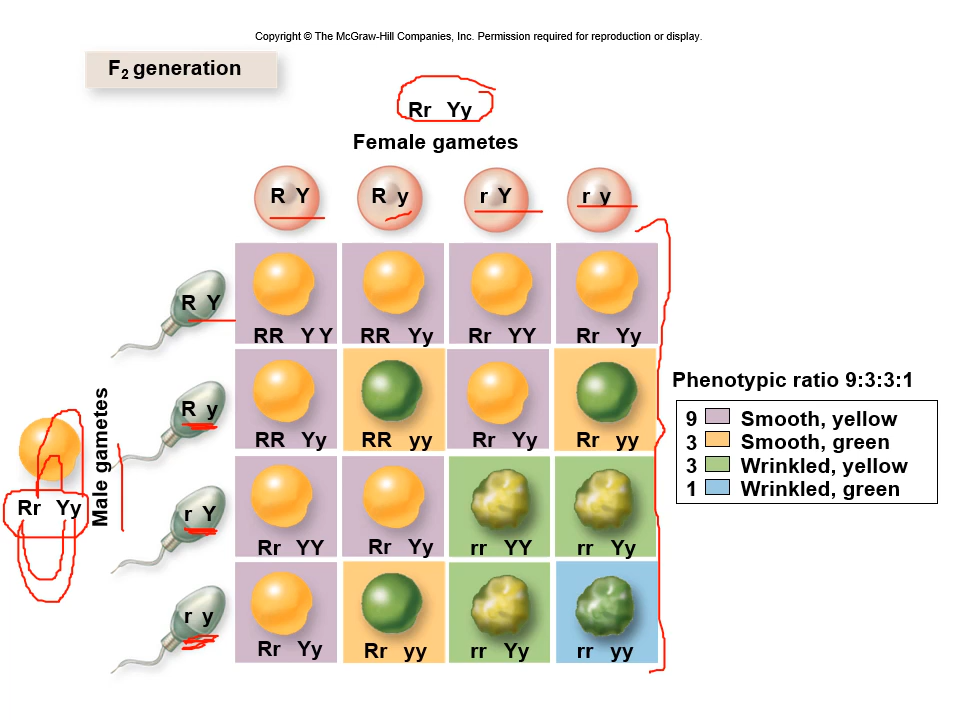 Copyright © The McGraw-Hill Companies, Inc. Permission required for reproduction or display.
F2 generation
Rr Yy
Female gametes
R Y R y r Y r y
R Y
RR Y Y RR Yy Rr YY Rr Yy
R y
RR Yy RR yy Rr Yy Rr yy
r Y
Rr YY Rr Yy rr YY rr Yy
r y
Rr Yy Rr yy rr Yy rr yy
Male gametes
Rr Yy
Phenotypic ratio 9:3:3:1
9 Smooth, yellow
3 Smooth, green
3 Wrinkled, yellow
1 Wrinkled, green